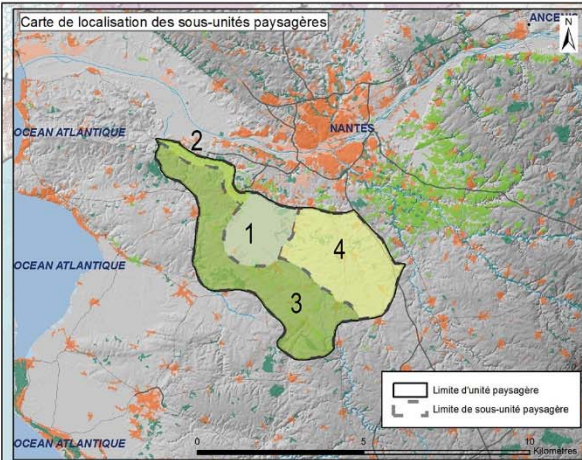 Carte de localisation des sous-unités paysagères
ANCENIS
N
OCEAN ATLANTIQUE
2
NANTES
1
4
OCEAN ATLANTIQUE
3
Limite d'unité paysagère
Limite de sous-unité paysagère
OCEAN ATLANTIQUE
0 5 10
Kilomètres